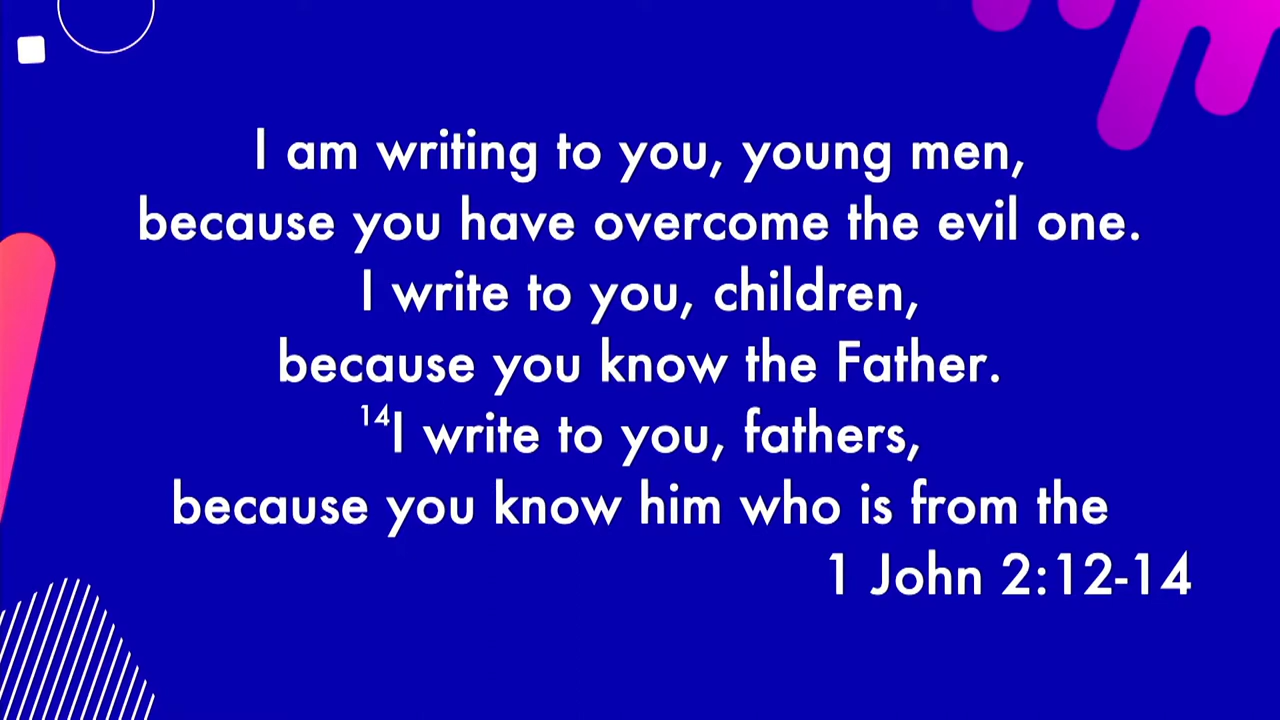 I am writing to you, young men,
because you have overcome the evil one.
I write to you, children,
because you know the Father.
14I write to you, fathers,
because you know him who is from the
1 John 2:12-14